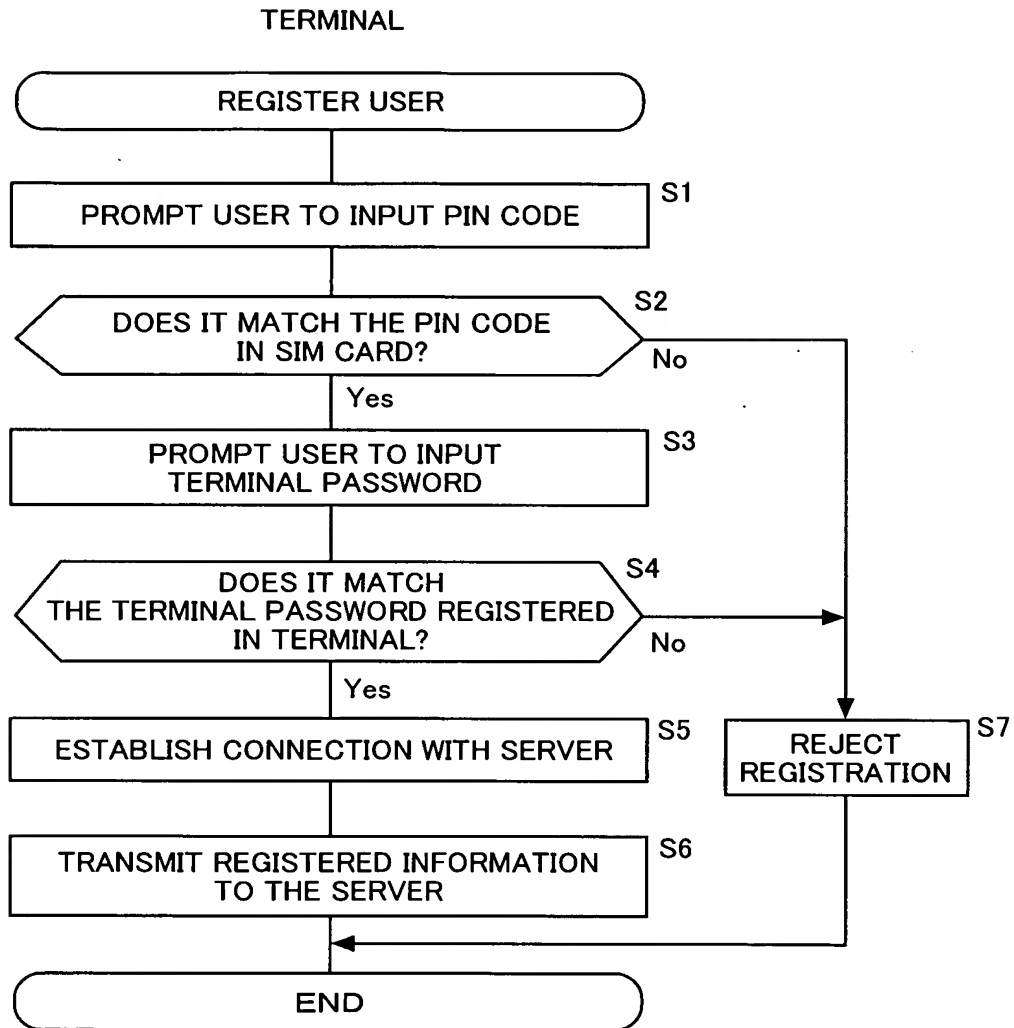 TERMINAL
REGISTER USER
S1
PROMPT USER TO INPUT PIN CODE
S2
DOES IT MATCH THE PIN CODE
IN SIM CARD?
No
Yes
S3
PROMPT USER TO INPUT
TERMINAL PASSWORD
S4
DOES IT MATCH
THE TERMINAL PASSWORD REGISTERED
IN TERMINAL?
No
Yes
S5
ESTABLISH CONNECTION WITH SERVER
S7
REJECT
REGISTRATION
S6
TRANSMIT REGISTERED INFORMATION
TO THE SERVER
END